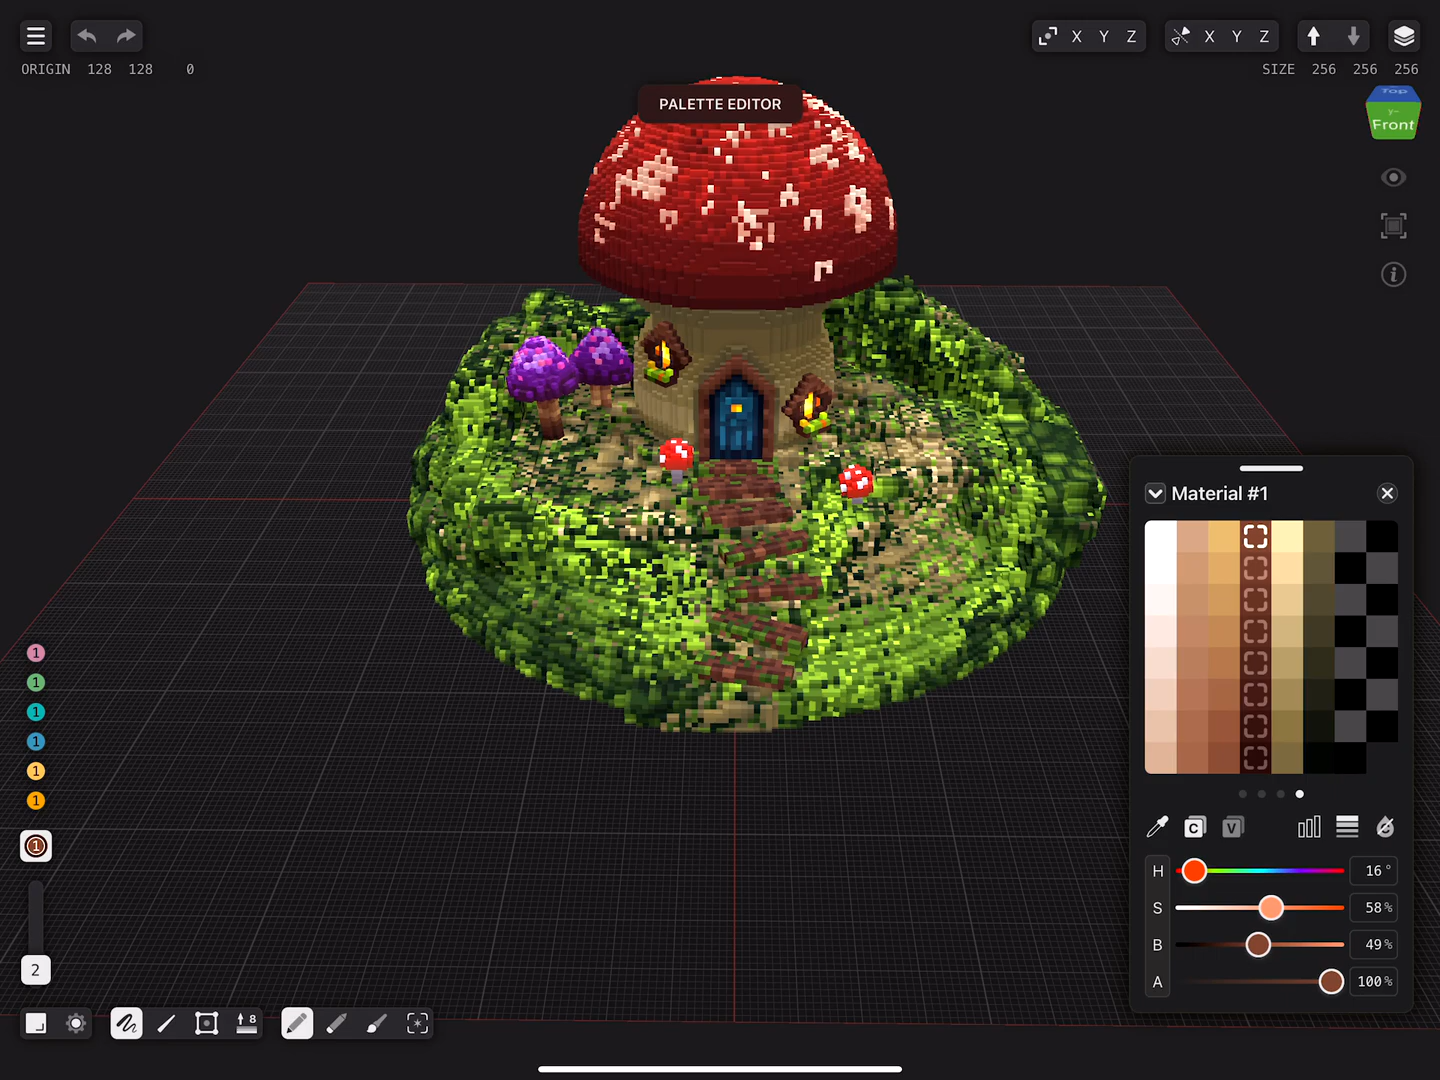 X Y Z
X Y Z
ORIGIN 128 128 0
SIZE 256 256 256
PALETTE EDITOR
Top
y-
Front
Material #1
1
1
1
1
1
1
1
2
C
V
H 16°
S 58%
B 49%
A 100%
8